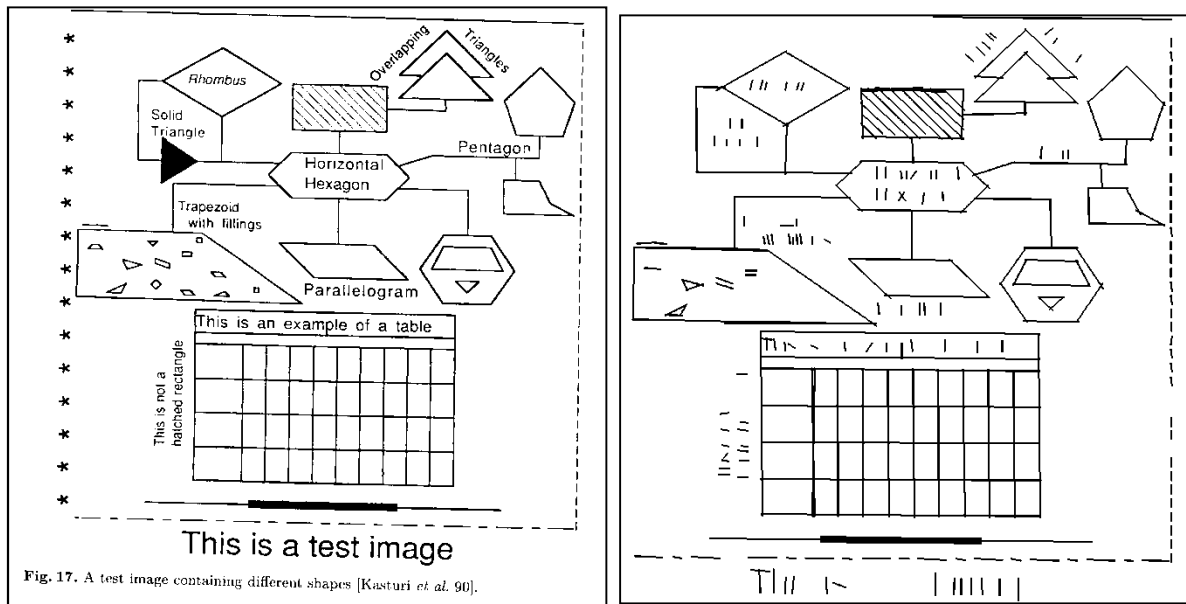 Overlapping
Triangles
Rhombus
Solid
Triangle
Pentagon
Horizontal
Hexagon
Trapezoid
with fillings
Parallelogram
This is an example of a table
This is not a
hatched rectangle
This is a test image
Fig. 17. A test image containing different shapes [Kasturi et al. 90].